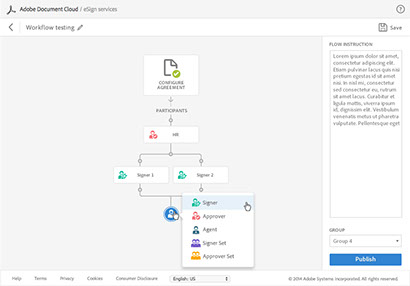 Adobe Document Cloud / eSign services
Workflow testing
Save
CONFIGURE
AGREEMENT
PARTICIPANTS
HR
Signer 1
Signer 2
Signer
Approver
Agent
Signer Set
Approver Set
FLOW INSTRUCTION
Lorem ipsum dolor sit amet,
consectetur adipiscing elit.
Etiam pulvinar lacus quis nisi
pretium egestas id sit amet
nisi. In nisl mi, consectetur
sed consectetur eu, rutrum
sit amet lacus. Curabitur et
ligula mattis, viverra ipsum
id, dignissim elit. Vestibulum
venenatis metus ut pharetra
vulputate. Pellentesque eget
GROUP
Group 4
Publish
Help Terms Privacy Cookies Consumer Disclosure English: US © 2014 Adobe Systems Incorporated. All rights reserved.